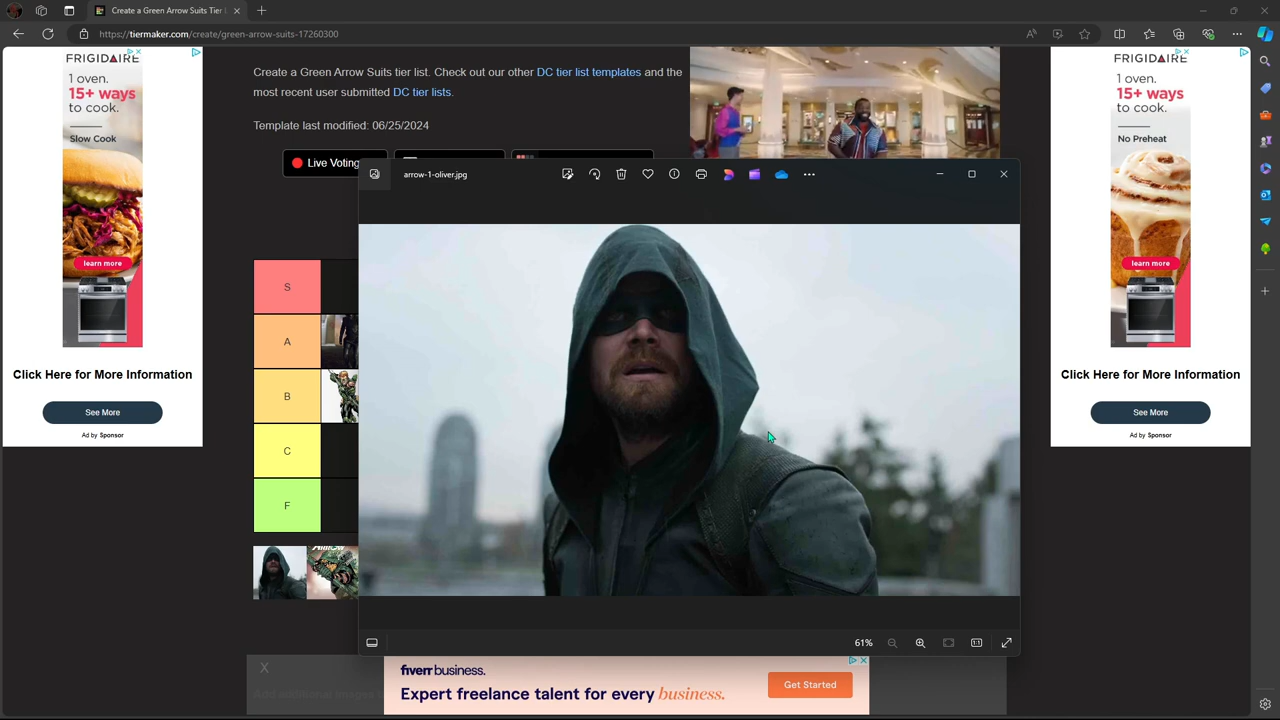 Create a Green Arrow Suits Tier
https://tiermaker.com/create/green-arrow-suits-17260300
FRIGIDAIRE
1 oven.
15+ ways
to cook.
Slow Cook
learn more
Click Here for More Information
See More
Ad by Sponsor
Create a Green Arrow Suits tier list. Check out our other DC tier list templates and the
most recent user submitted DC tier lists.
Template last modified: 06/25/2024
Live Voting
arrow-1-oliver.jpg
S
A
B
C
F
61%
X
fiverr business.
Expert freelance talent for every business.
Get Started
FRIGIDAIRE
1 oven.
15+ ways
to cook.
No Preheat
learn more
Click Here for More Information
See More
Ad by Sponsor